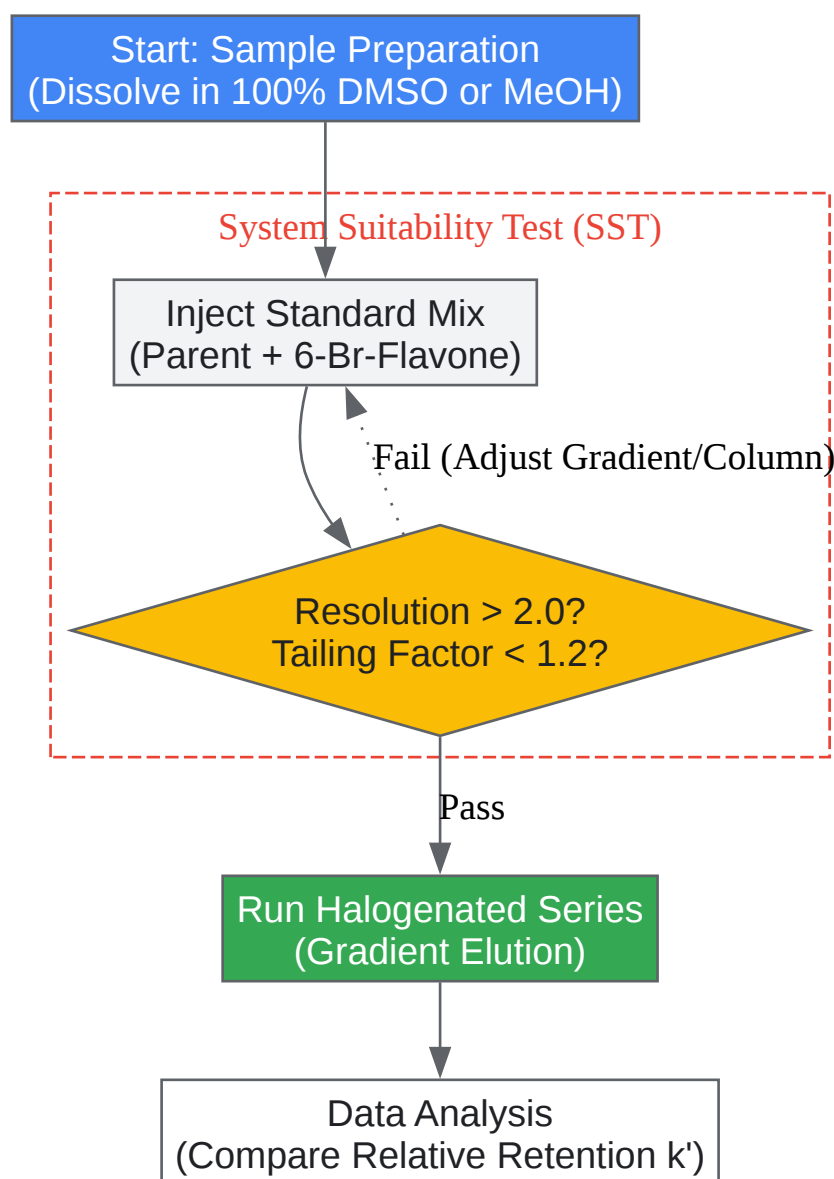 Start: Sample Preparation
(Dissolve in 100% DMSO or MeOH)
System Suitability Test (SST)
Inject Standard Mix
(Parent + 6-Br-Flavone)
Fail (Adjust Gradient/Column)
Resolution > 2.0?
Tailing Factor < 1.2?
Pass
Run Halogenated Series
(Gradient Elution)
Data Analysis
(Compare Relative Retention k')